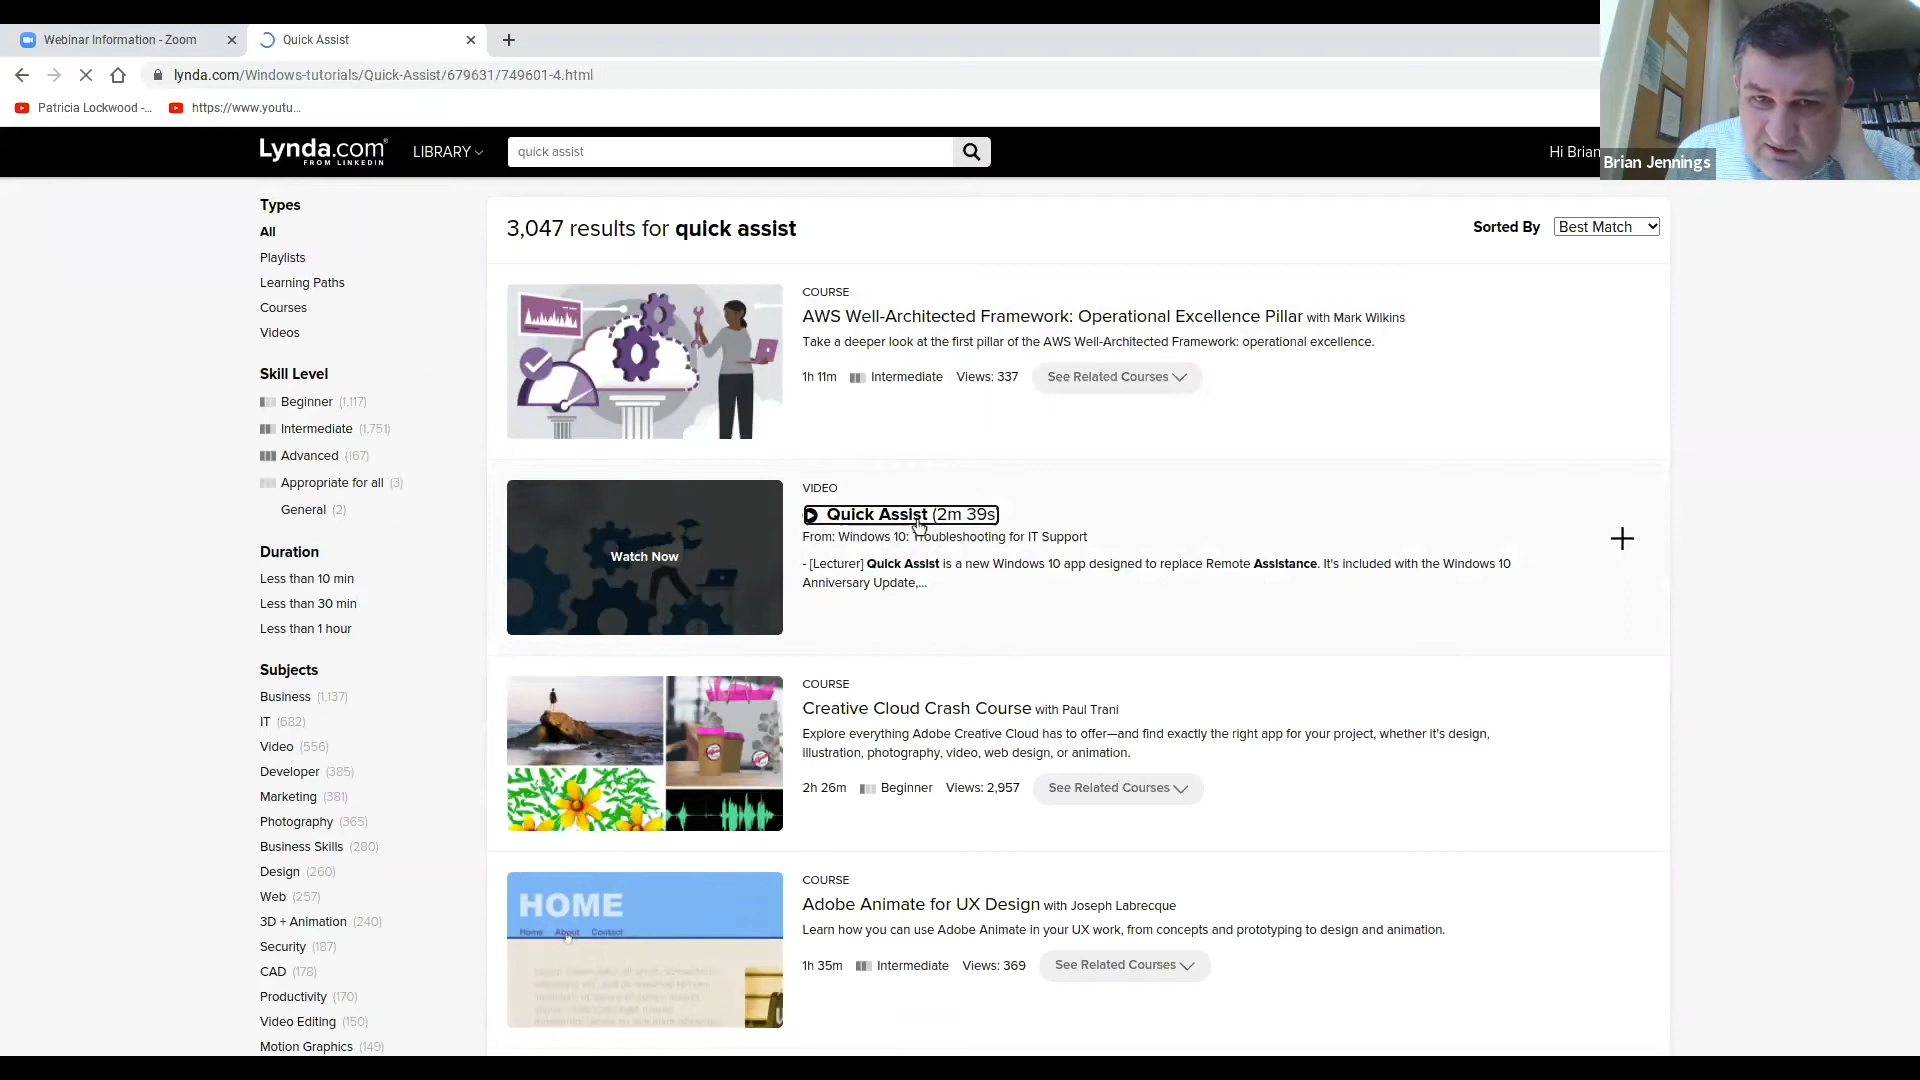 Webinar Information - Zoom
Quick Assist
lynda.com/Windows-tutorials/Quick-Assist/679631/749601-4.html
Patricia Lockwood -...
https://www.youtu...
Lynda.com®
FROM LINKEDIN
LIBRARY
quick assist
Hi Brian
Brian Jennings
Types
All
Playlists
Learning Paths
Courses
Videos
Skill Level
Beginner (1,117)
Intermediate (1,751)
Advanced (167)
Appropriate for all (3)
General (2)
Duration
Less than 10 min
Less than 30 min
Less than 1 hour
Subjects
Business (1,137)
IT (682)
Video (556)
Developer (385)
Marketing (381)
Photography (365)
Business Skills (280)
Design (260)
Web (257)
3D + Animation (240)
Security (187)
CAD (178)
Productivity (170)
Video Editing (150)
Motion Graphics (149)
3,047 results for quick assist
Sorted By Best Match
COURSE
AWS Well-Architected Framework: Operational Excellence Pillar with Mark Wilkins
Take a deeper look at the first pillar of the AWS Well-Architected Framework: operational excellence.
1h 11m Intermediate Views: 337 See Related Courses
Watch Now
VIDEO
Quick Assist (2m 39s)
From: Windows 10: Troubleshooting for IT Support
- [Lecturer] Quick Assist is a new Windows 10 app designed to replace Remote Assistance. It's included with the Windows 10
Anniversary Update,...
COURSE
Creative Cloud Crash Course with Paul Trani
Explore everything Adobe Creative Cloud has to offer—and find exactly the right app for your project, whether it's design,
illustration, photography, video, web design, or animation.
2h 26m Beginner Views: 2,957 See Related Courses
HOME
Home About Contact
COURSE
Adobe Animate for UX Design with Joseph Labrecque
Learn how you can use Adobe Animate in your UX work, from concepts and prototyping to design and animation.
1h 35m Intermediate Views: 369 See Related Courses